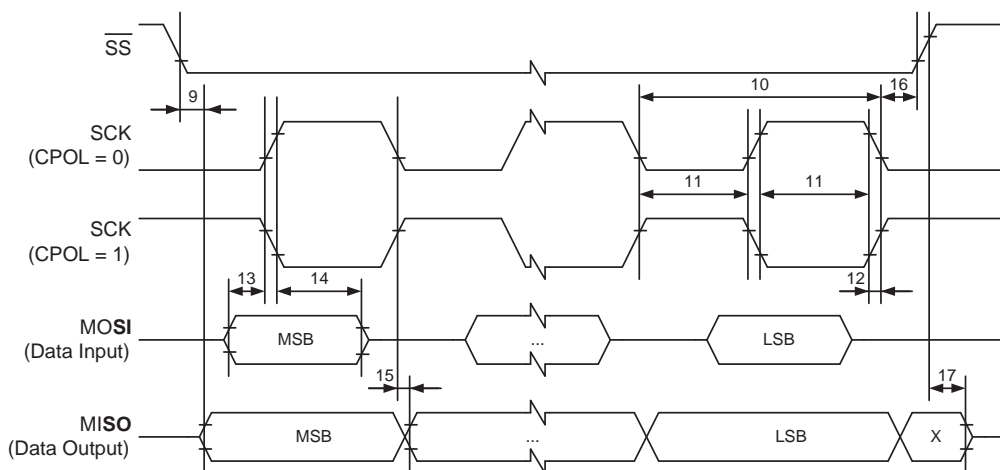 SS
9
10
16
SCK
(CPOL = 0)
11
11
SCK
(CPOL = 1)
13
14
12
MOSI
(Data Input)
MSB
...
LSB
15
17
MISO
(Data Output)
MSB
...
LSB
X